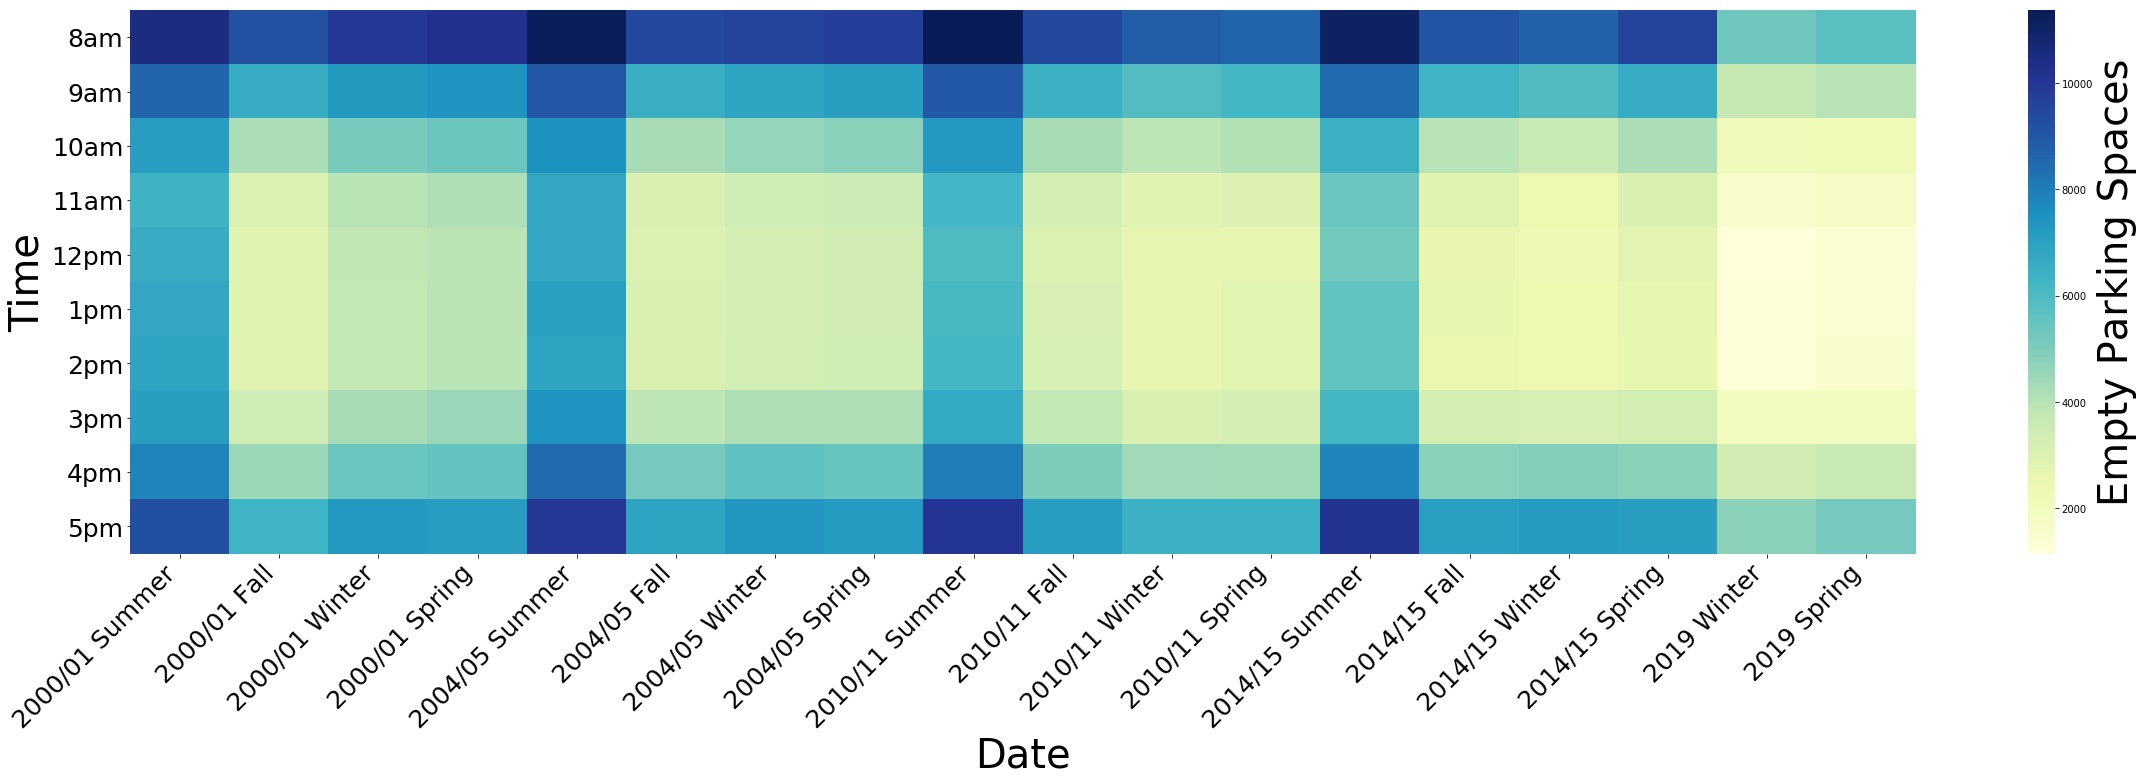 8am
9am
10am
11am
12pm
1pm
2pm
3pm
4pm
5pm
Time
2000/01 Summer
2000/01 Fall
2000/01 Winter
2000/01 Spring
2004/05 Summer
2004/05 Fall
2004/05 Winter
2004/05 Spring
2010/11 Summer
2010/11 Fall
2010/11 Winter
2010/11 Spring
2014/15 Summer
2014/15 Fall
2014/15 Winter
2014/15 Spring
2019 Winter
2019 Spring
Date
10000
8000
6000
4000
2000
Empty Parking Spaces